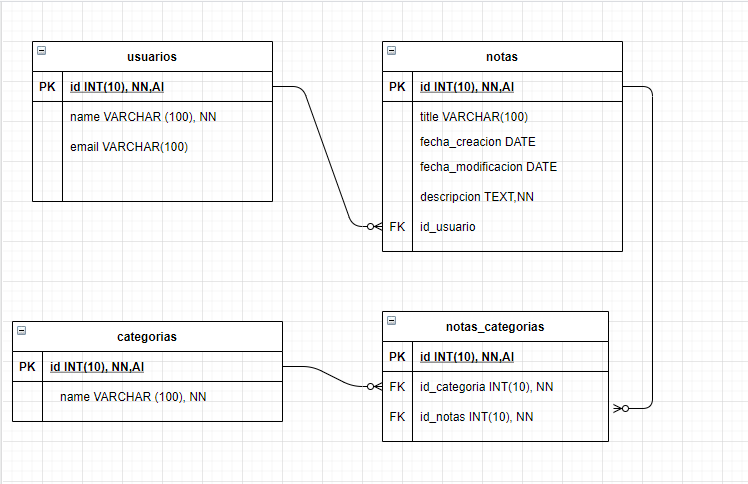 usuarios
PK id INT(10), NN,AI
name VARCHAR (100), NN
email VARCHAR(100)
notas
PK id INT(10), NN,AI
title VARCHAR(100)
fecha_creacion DATE
fecha_modificacion DATE
descripcion TEXT,NN
FK id_usuario
categorias
PK id INT(10), NN,AI
name VARCHAR (100), NN
notas_categorias
PK id INT(10), NN,AI
FK id_categoria INT(10), NN
FK id_notas INT(10), NN